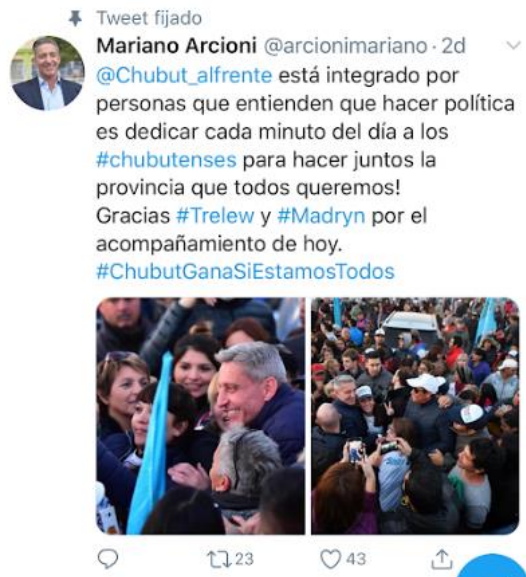 Tweet fijado
Mariano Arcioni @arcionimariano · 2d
@Chubut_alfrente está integrado por
personas que entienden que hacer política
es dedicar cada minuto del día a los
#chubutenses para hacer juntos la
provincia que todos queremos!
Gracias #Trelew y #Madryn por el
acompañamiento de hoy.
#ChubutGanaSiEstamosTodos
23 43